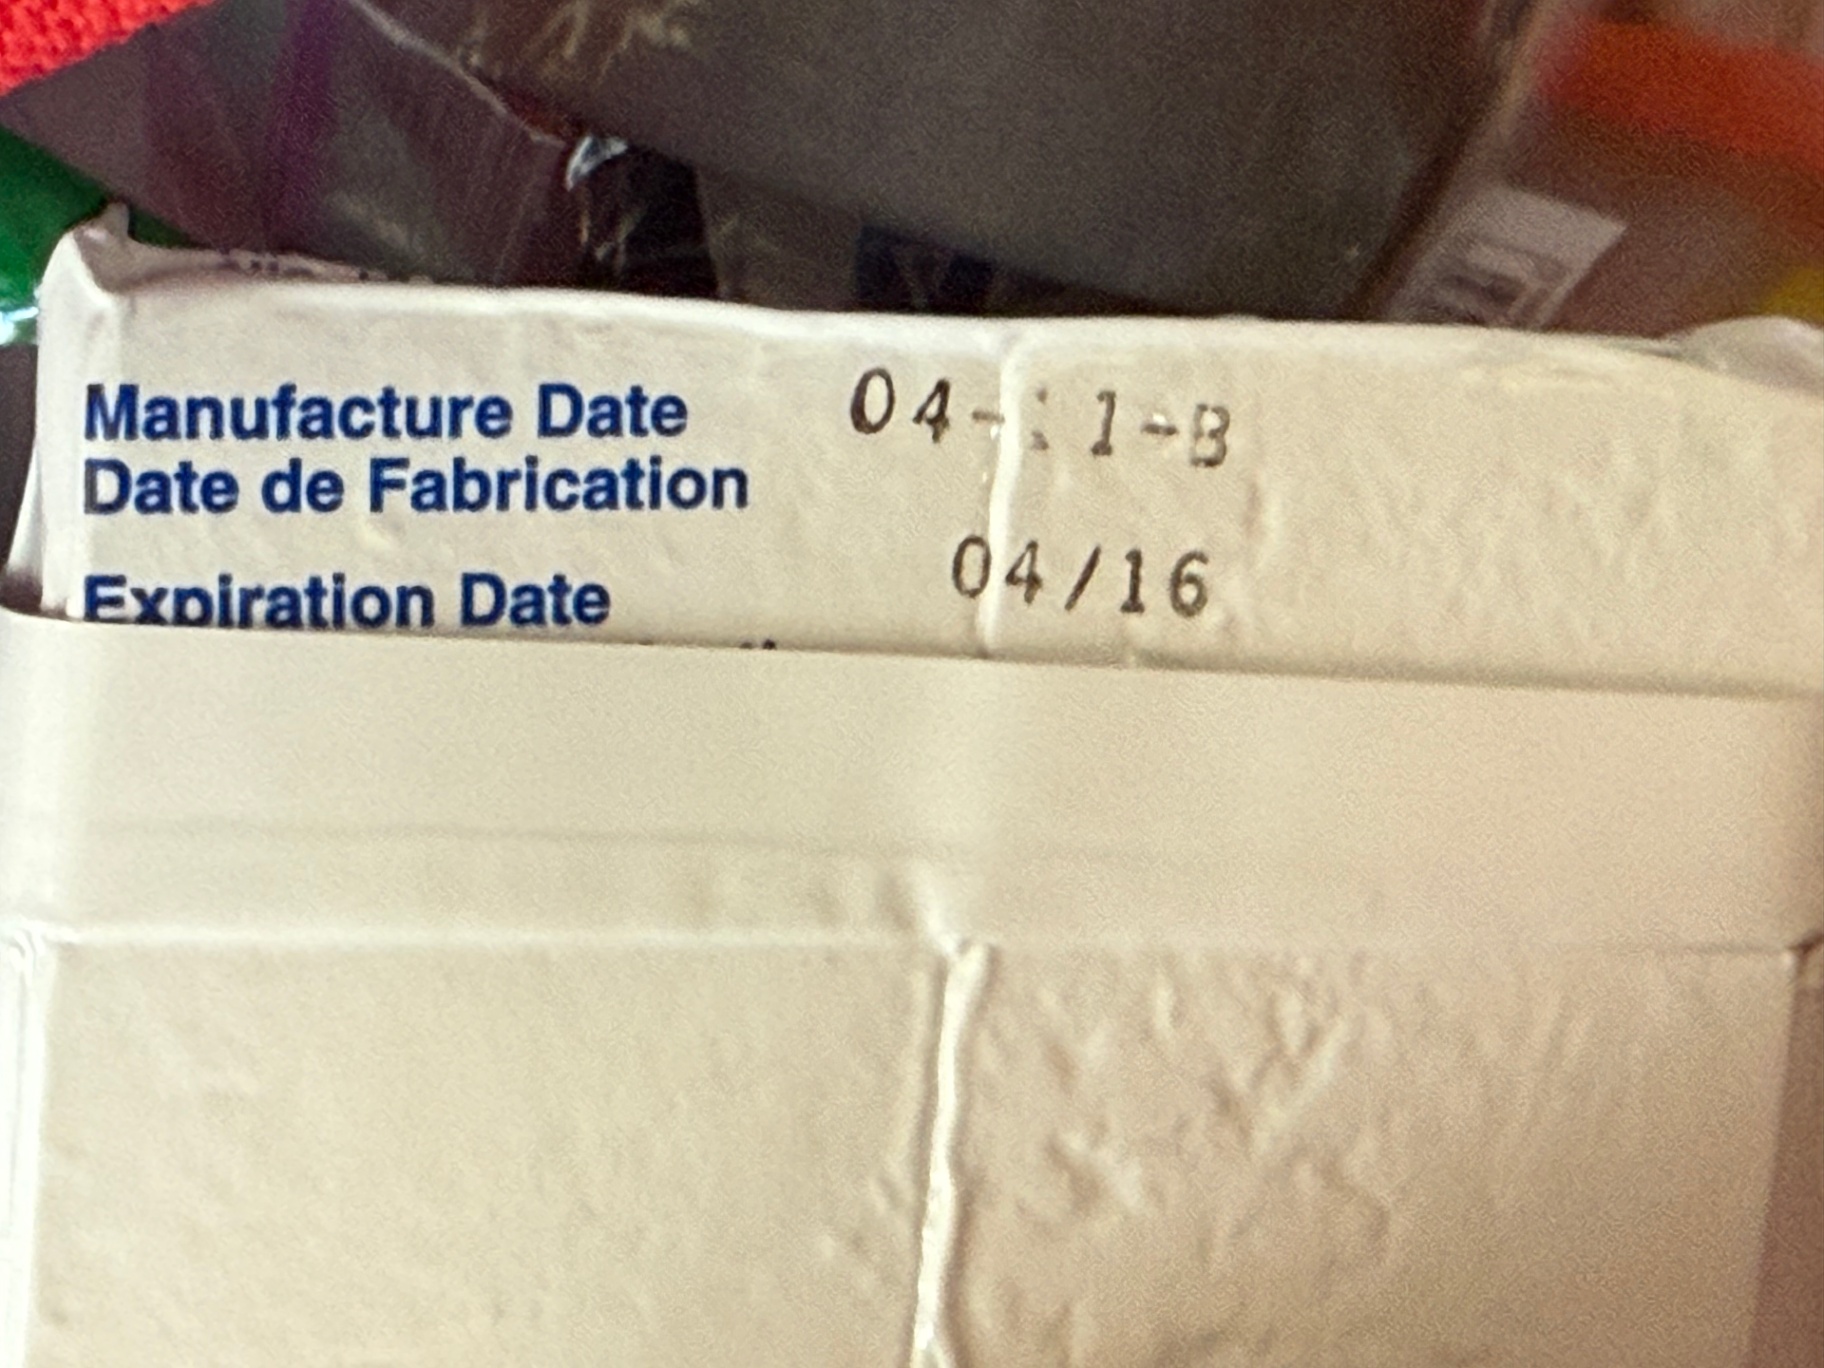 Manufacture Date
Date de Fabrication
Expiration Date 04/16